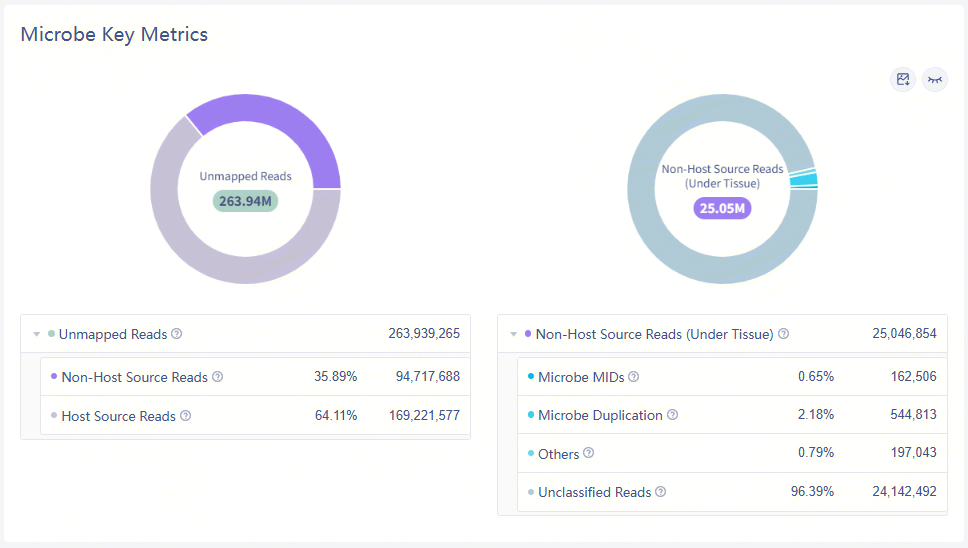 Microbe Key Metrics
Unmapped Reads
263.94M
Non-Host Source Reads
(Under Tissue)
25.05M
Unmapped Reads ? 263,939,265
Non-Host Source Reads ? 35.89% 94,717,688
Host Source Reads ? 64.11% 169,221,577
Non-Host Source Reads (Under Tissue) ? 25,046,854
Microbe MIDs ? 0.65% 162,506
Microbe Duplication ? 2.18% 544,813
Others ? 0.79% 197,043
Unclassified Reads ? 96.39% 24,142,492